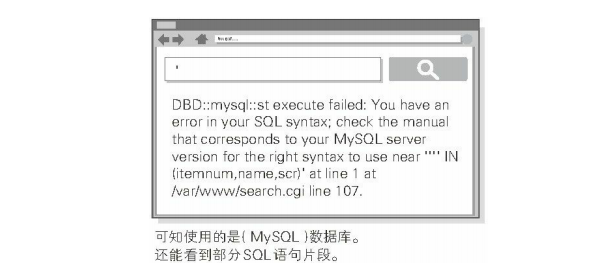 '
DBD::mysql::st execute failed: You have an
error in your SQL syntax; check the manual
that corresponds to your MySQL server
version for the right syntax to use near '''' IN
(itemnum,name,scr)' at line 1 at
/var/www/search.cgi line 107.
可知使用的是( MySQL )数据库。
还能看到部分SQL语句片段。